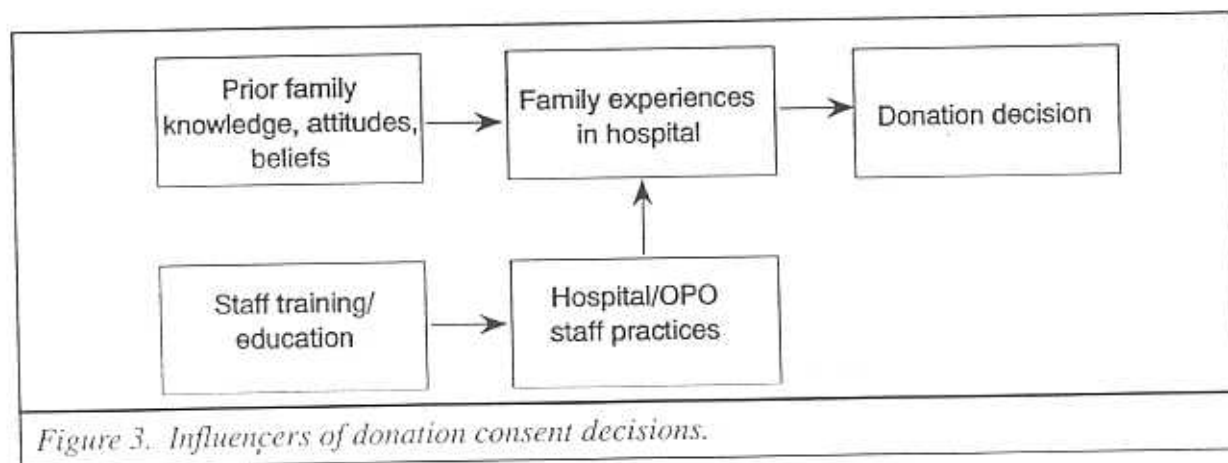 Prior family
knowledge, attitudes,
beliefs
Family experiences
in hospital
Donation decision
Staff training/
education
Hospital/OPO
staff practices
Figure 3. Influencers of donation consent decisions.